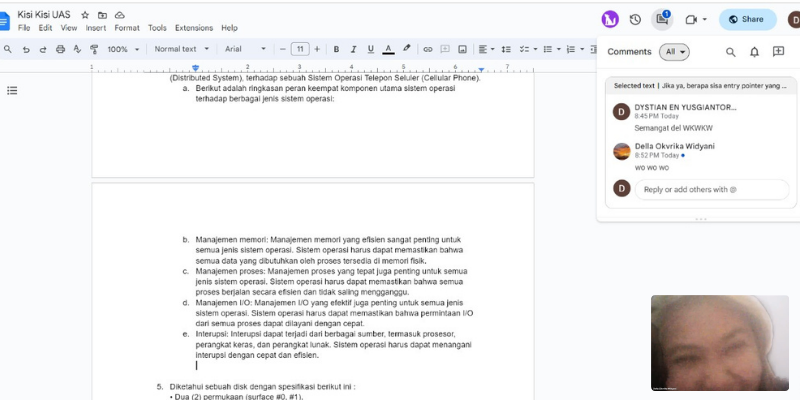 Kisi Kisi UAS
File Edit View Insert Format Tools Extensions Help
Share
D
100% Normal text Arial 11 B I U A
1 1 2 3 4 5 6 7
(Distributed System), terhadap sebuah Sistem Operasi Telepon Seluler (Cellular Phone).
a. Berikut adalah ringkasan peran keempat komponen utama sistem operasi
terhadap berbagai jenis sistem operasi:
b. Manajemen memori: Manajemen memori yang efisien sangat penting untuk
semua jenis sistem operasi. Sistem operasi harus dapat memastikan bahwa
semua data yang dibutuhkan oleh proses tersedia di memori fisik.
c. Manajemen proses: Manajemen proses yang tepat juga penting untuk semua
jenis sistem operasi. Sistem operasi harus dapat memastikan bahwa semua
proses berjalan secara efisien dan tidak saling mengganggu.
d. Manajemen I/O: Manajemen I/O yang efektif juga penting untuk semua jenis
sistem operasi. Sistem operasi harus dapat memastikan bahwa permintaan I/O
dari semua proses dapat dilayani dengan cepat.
e. Interupsi: Interupsi dapat terjadi dari berbagai sumber, termasuk prosesor,
perangkat keras, dan perangkat lunak. Sistem operasi harus dapat menangani
interupsi dengan cepat dan efisien.
5. Diketahui sebuah disk dengan spesifikasi berikut ini :
• Dua (2) permukaan (surface #0, #1).
Comments All
Selected text | Jika ya, berapa sisa entry pointer yang ...
D DYSTIAN EN YUSGIANTOR...
8:45 PM Today
Semangat del WKWKW
Della Okvrika Widyani
8:52 PM Today
wo wo wo
D Reply or add others with @